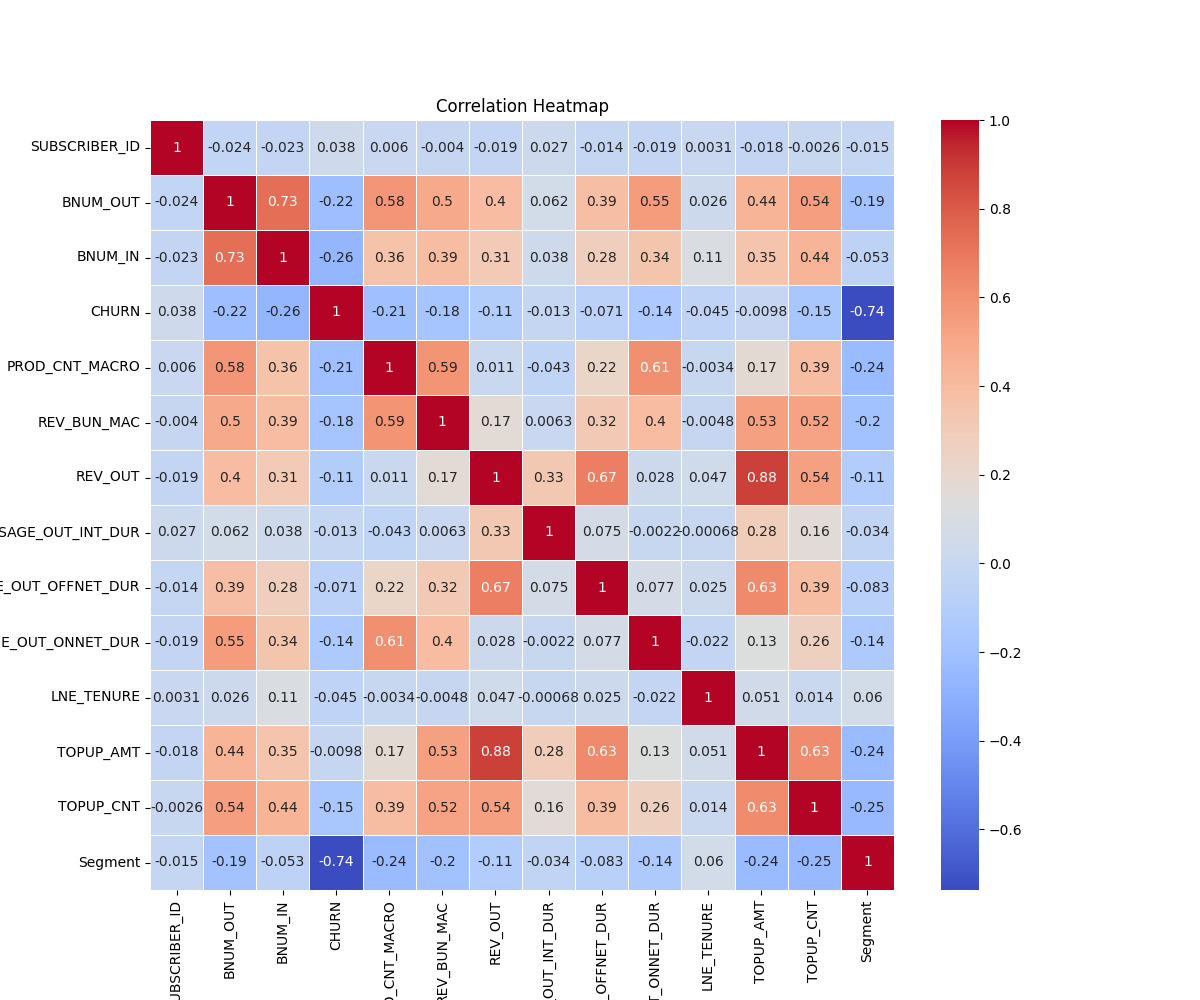 Correlation Heatmap
SUBSCRIBER_ID 1 -0.024 -0.023 0.038 0.006 -0.004 -0.019 0.027 -0.014 -0.019 0.0031 -0.018 -0.0026 -0.015
BNUM_OUT -0.024 1 0.73 -0.22 0.58 0.5 0.4 0.062 0.39 0.55 0.026 0.44 0.54 -0.19
BNUM_IN -0.023 0.73 1 -0.26 0.36 0.39 0.31 0.038 0.28 0.34 0.11 0.35 0.44 -0.053
CHURN 0.038 -0.22 -0.26 1 -0.21 -0.18 -0.11 -0.013 -0.071 -0.14 -0.045 -0.0098 -0.15 -0.74
PROD_CNT_MACRO 0.006 0.58 0.36 -0.21 1 0.59 0.011 -0.043 0.22 0.61 -0.0034 0.17 0.39 -0.24
REV_BUN_MAC -0.004 0.5 0.39 -0.18 0.59 1 0.17 0.0063 0.32 0.4 -0.0048 0.53 0.52 -0.2
REV_OUT -0.019 0.4 0.31 -0.11 0.011 0.17 1 0.33 0.67 0.028 0.047 0.88 0.54 -0.11
SAGE_OUT_INT_DUR 0.027 0.062 0.038 -0.013 -0.043 0.0063 0.33 1 0.075 -0.0022 -0.00068 0.28 0.16 -0.034
E_OUT_OFFNET_DUR -0.014 0.39 0.28 -0.071 0.22 0.32 0.67 0.075 1 0.077 0.025 0.63 0.39 -0.083
E_OUT_ONNET_DUR -0.019 0.55 0.34 -0.14 0.61 0.4 0.028 -0.0022 0.077 1 -0.022 0.13 0.26 -0.14
LNE_TENURE 0.0031 0.026 0.11 -0.045 -0.0034 -0.0048 0.047 -0.00068 0.025 -0.022 1 0.051 0.014 0.06
TOPUP_AMT -0.018 0.44 0.35 -0.0098 0.17 0.53 0.88 0.28 0.63 0.13 0.051 1 0.63 -0.24
TOPUP_CNT -0.0026 0.54 0.44 -0.15 0.39 0.52 0.54 0.16 0.39 0.26 0.014 0.63 1 -0.25
Segment -0.015 -0.19 -0.053 -0.74 -0.24 -0.2 -0.11 -0.034 -0.083 -0.14 0.06 -0.24 -0.25 1
UBSCRIBER_ID
BNUM_OUT
BNUM_IN
CHURN
D_CNT_MACRO
REV_BUN_MAC
REV_OUT
OUT_INT_DUR
_OFFNET_DUR
T_ONNET_DUR
LNE_TENURE
TOPUP_AMT
TOPUP_CNT
Segment
1.0
0.8
0.6
0.4
0.2
0.0
−0.2
−0.4
−0.6